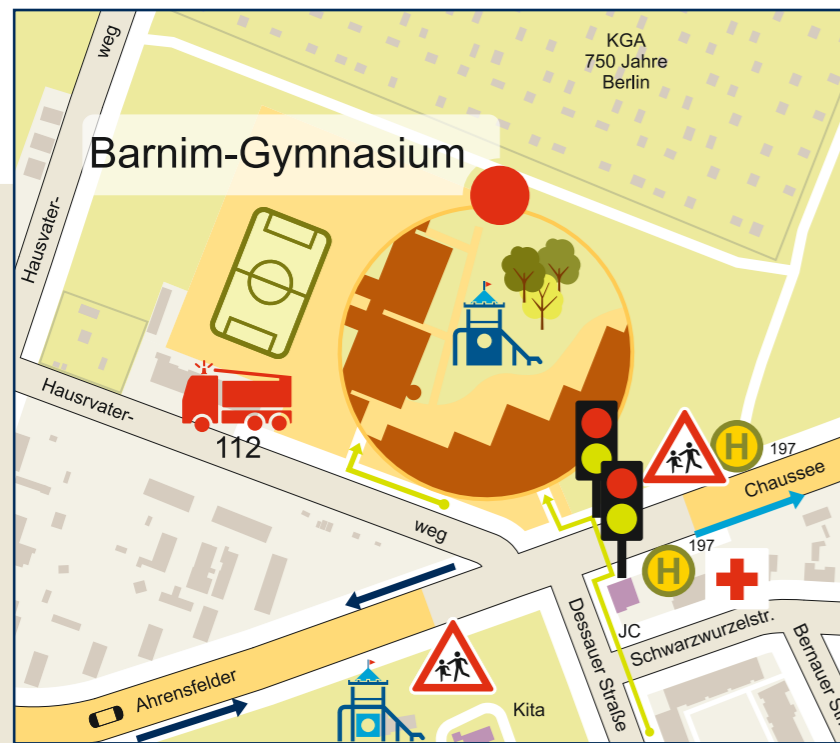 weg
KGA
750 Jahre
Berlin
Barnim-Gymnasium
Hausvater-
Hausrvater-
112
weg
H
197
Chaussee
H
197
JC
Schwarzwurzelstr.
Dessauer Straße
Bernauer Str
Ahrensfelder
Kita